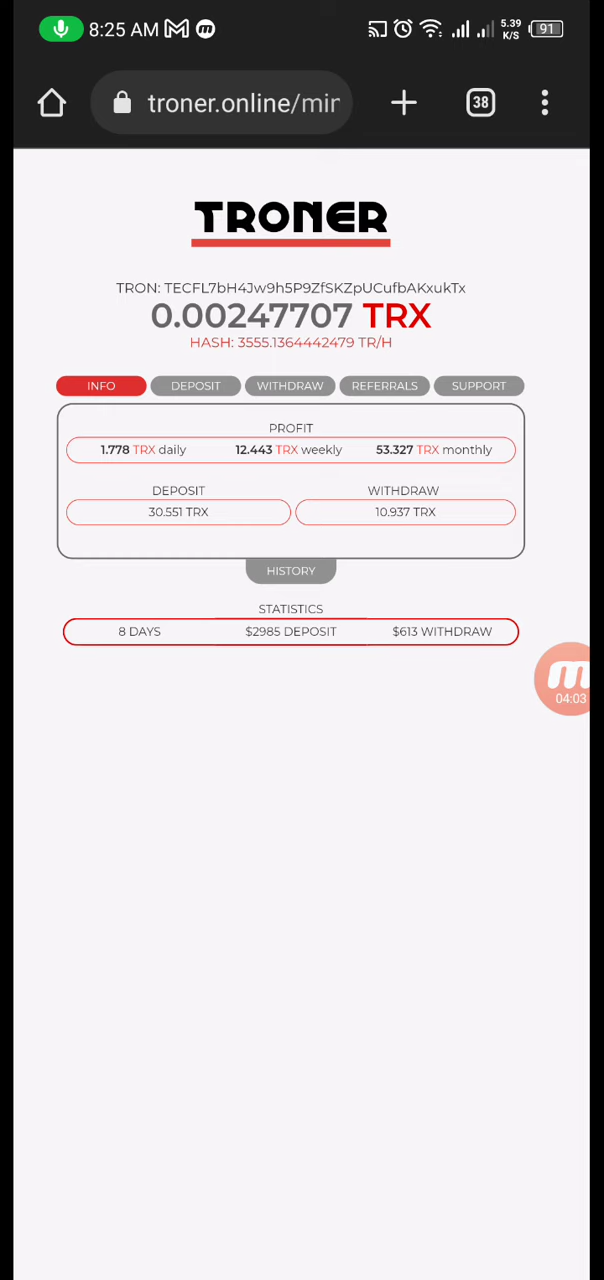 8:25 AM
5.39
K/S
91
troner.online/min
38
TRONER
TRON: TECFL7bH4Jw9h5P9ZfSKZpUCufbAKxukTx
0.00247707 TRX
HASH: 3555.1364442479 TR/H
INFO DEPOSIT WITHDRAW REFERRALS SUPPORT
PROFIT
1.778 TRX daily 12.443 TRX weekly 53.327 TRX monthly
DEPOSIT WITHDRAW
30.551 TRX 10.937 TRX
HISTORY
STATISTICS
8 DAYS $2985 DEPOSIT $613 WITHDRAW
04:03